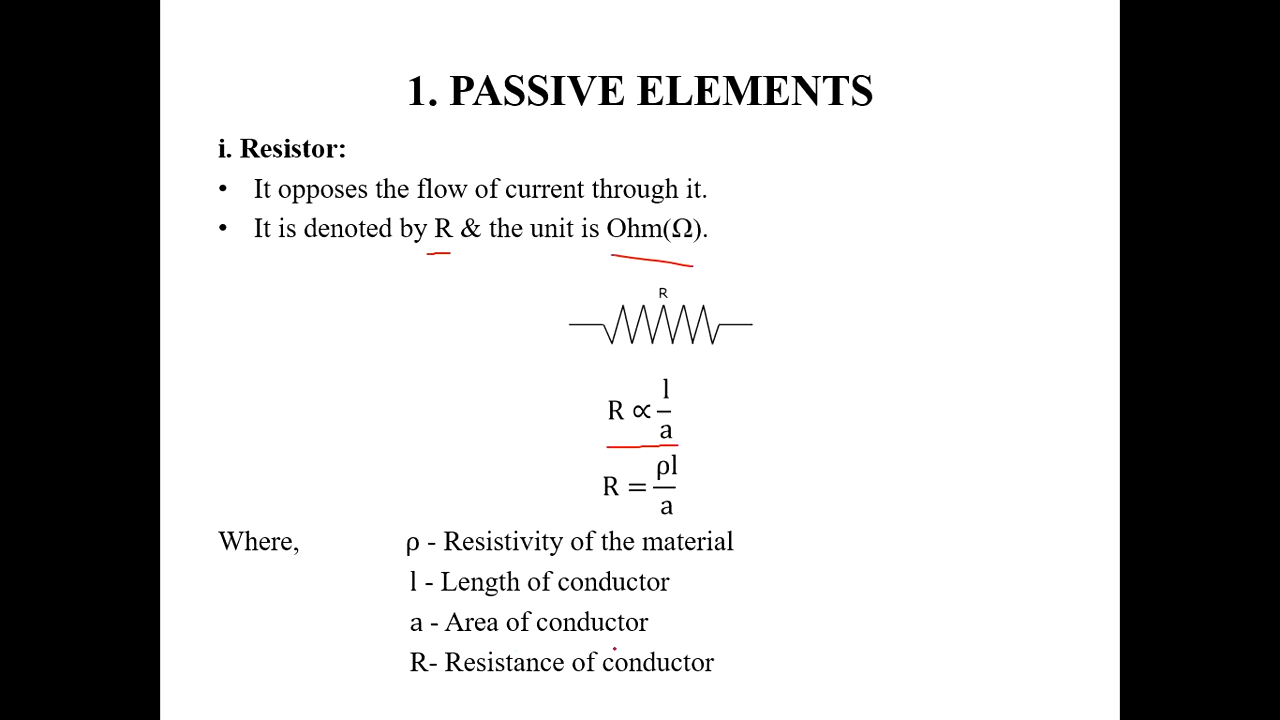 1. PASSIVE ELEMENTS
i. Resistor:
• It opposes the flow of current through it.
• It is denoted by R & the unit is Ohm(Ω).
R
R ∝ l/a
R = ρl/a
Where, ρ - Resistivity of the material
l - Length of conductor
a - Area of conductor
R- Resistance of conductor